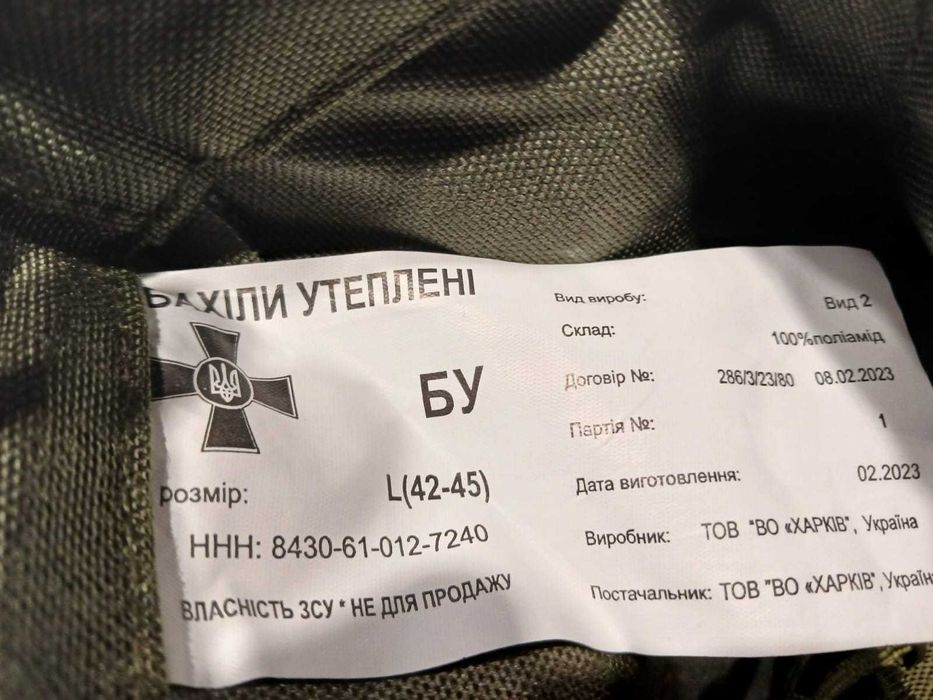 БАХІЛИ УТЕПЛЕНІ
БУ
розмір: L(42-45)
ННН: 8430-61-012-7240
ВЛАСНІСТЬ ЗСУ * НЕ ДЛЯ ПРОДАЖУ
Вид виробу: Вид 2
Склад: 100%поліамід
Договір №: 286/3/23/80 08.02.2023
Партія №: 1
Дата виготовлення: 02.2023
Виробник: ТОВ "ВО «ХАРКІВ", Україна
Постачальник: ТОВ "ВО «ХАРКІВ", Україна